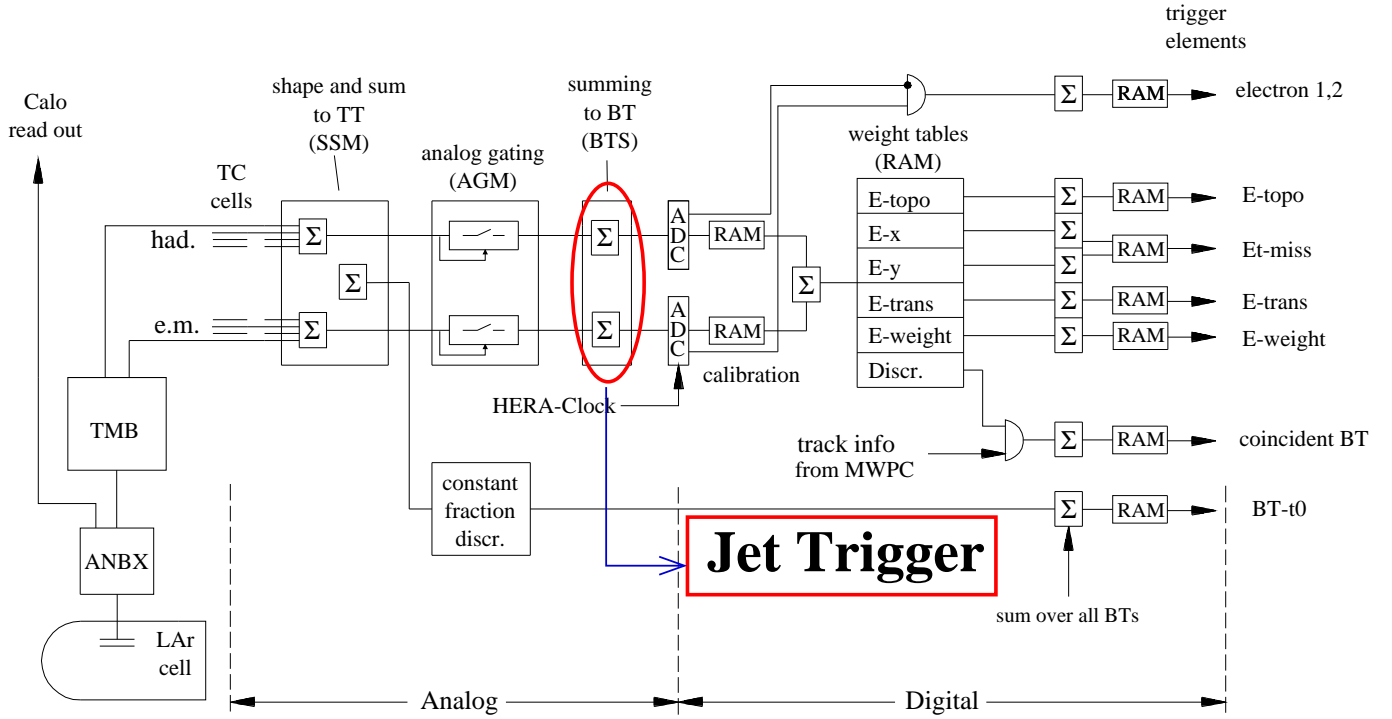 trigger
elements
shape and sum
to TT
(SSM)
summing
to BT
(BTS)
Calo
read out
analog gating
(AGM)
weight tables
(RAM)
TC
cells
had.
e.m.
Σ
Σ
Σ
Σ
Σ
A
D
C
A
D
C
RAM
RAM
calibration
HERA-Clock
Σ
E-topo
E-x
E-y
E-trans
E-weight
Discr.
Σ
RAM
electron 1,2
Σ
RAM
E-topo
Σ
Σ
RAM
Et-miss
Σ
RAM
E-trans
Σ
RAM
E-weight
track info
from MWPC
Σ
RAM
coincident BT
Σ
RAM
BT-t0
sum over all BTs
constant
fraction
discr.
Jet Trigger
TMB
ANBX
LAr
cell
Analog
Digital